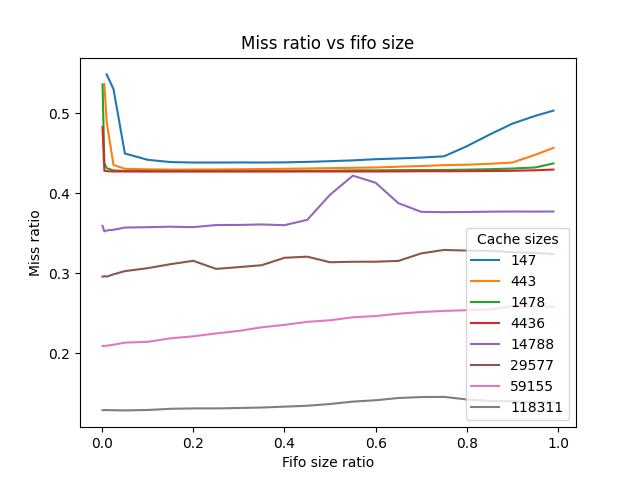 Miss ratio vs fifo size
0.5
0.4
0.3
0.2
Miss ratio
0.0 0.2 0.4 0.6 0.8 1.0
Fifo size ratio
Cache sizes
147
443
1478
4436
14788
29577
59155
118311